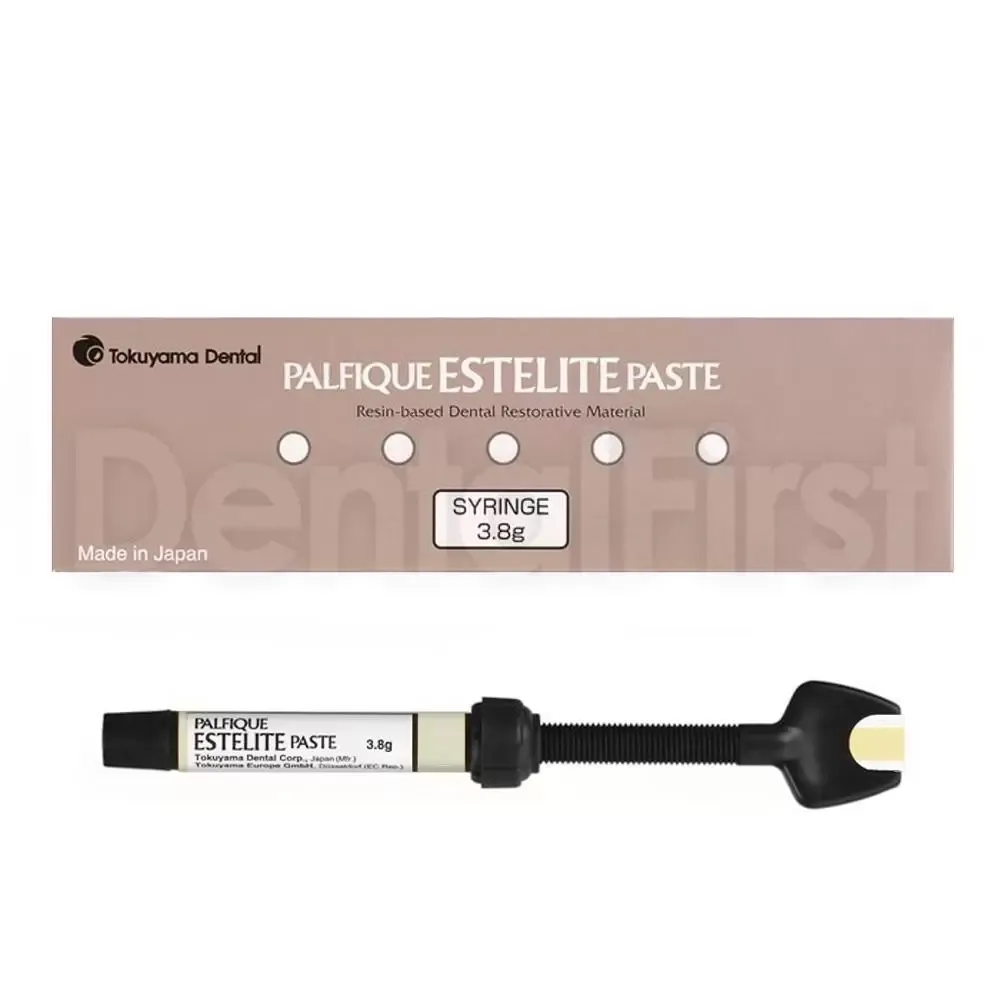 Tokuyama Dental
PALFIQUE ESTELITE PASTE
Resin-based Dental Restorative Material
SYRINGE
3.8g
DentalFirst
Made in Japan
PALFIQUE
ESTELITE PASTE 3.8g
Tokuyama Dental Corp., Japan (Mfr.)
Tokuyama Europe GmbH, Düsseldorf (EC Rep.)